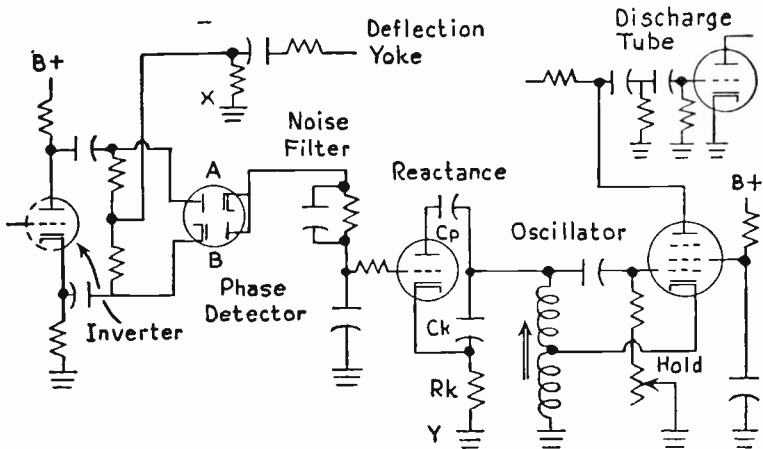 Discharge
Tube
Deflection
Yoke
B+
X
Noise
Filter
A
Reactance
B+
Cp
Oscillator
B
Phase
Detector
Inverter
Ck
Hold
Rk
Y